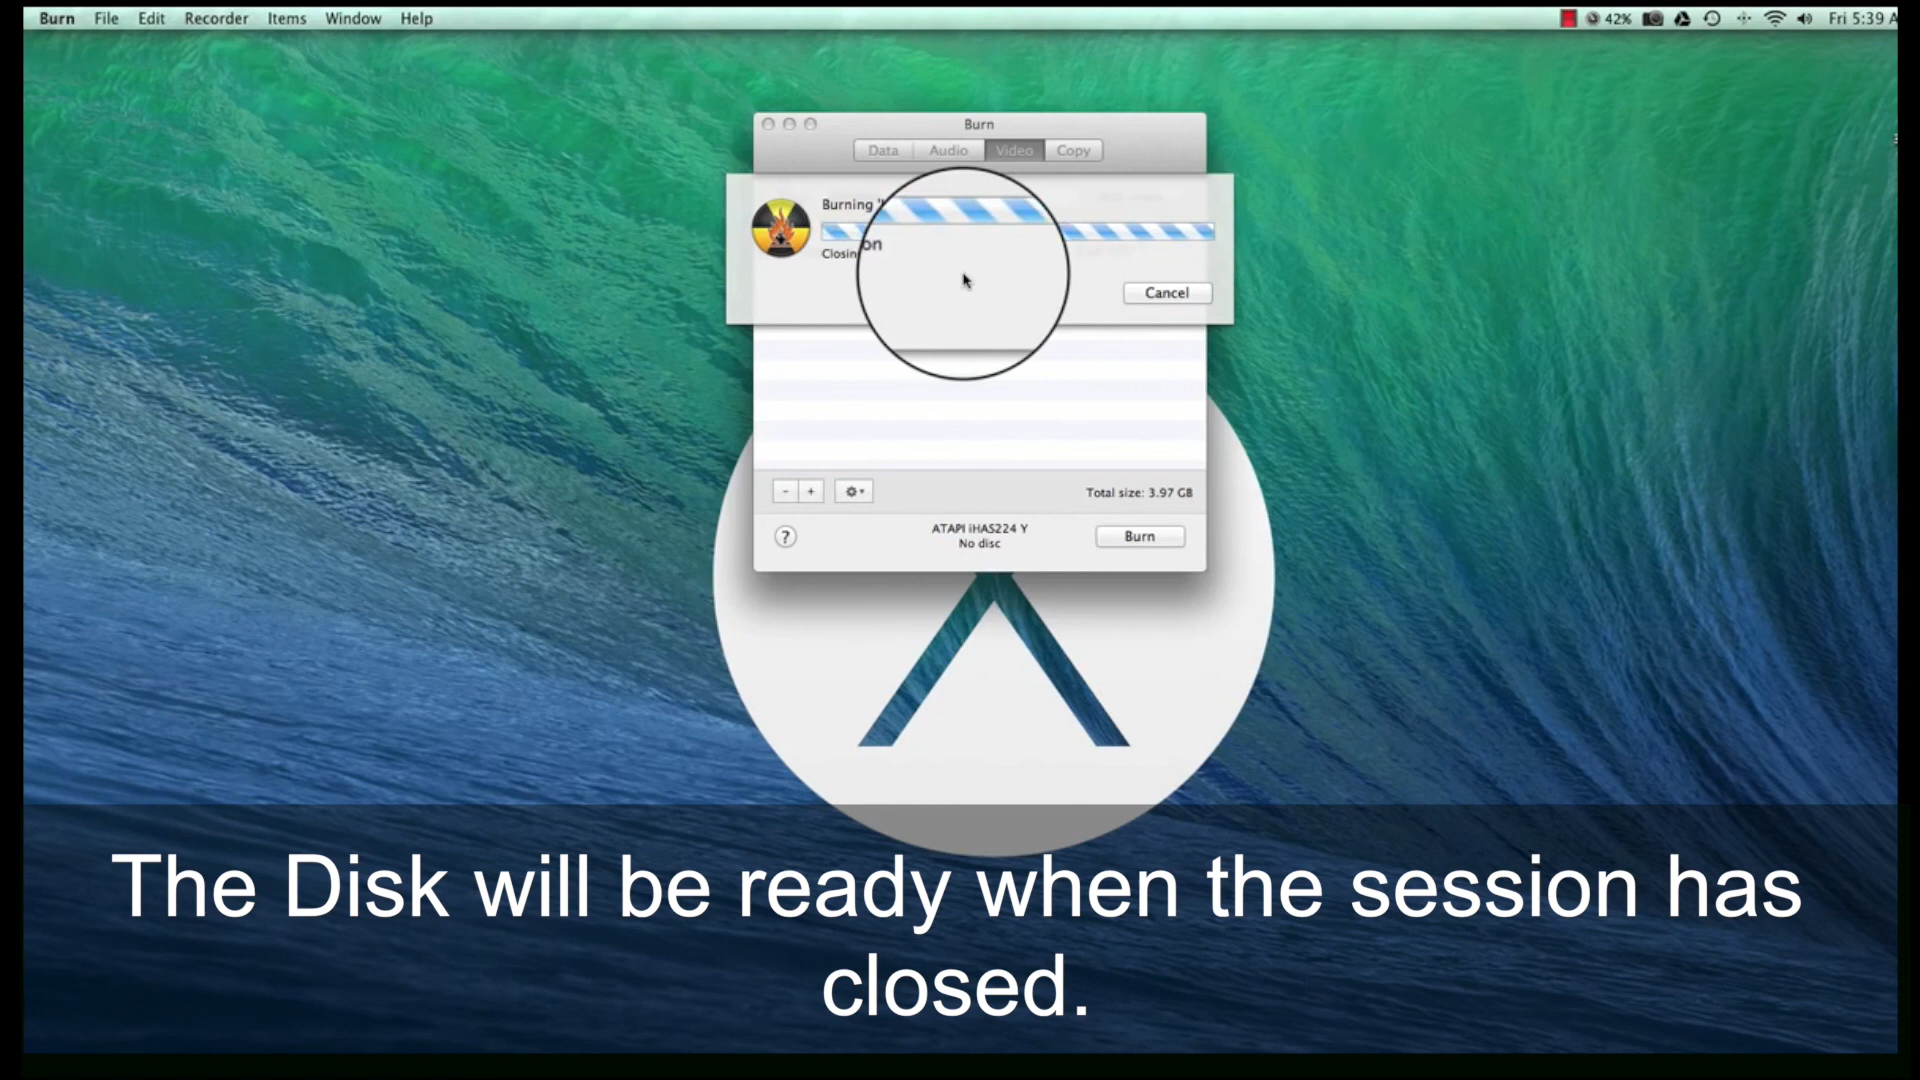 Burn File Edit Recorder Items Window Help 42% Fri 5:39 A
Burn
Data Audio Video Copy
Burning
on
Closin
Cancel
- +
Total size: 3.97 GB
ATAPI iHAS224 Y
No disc
? Burn
The Disk will be ready when the session has
closed.